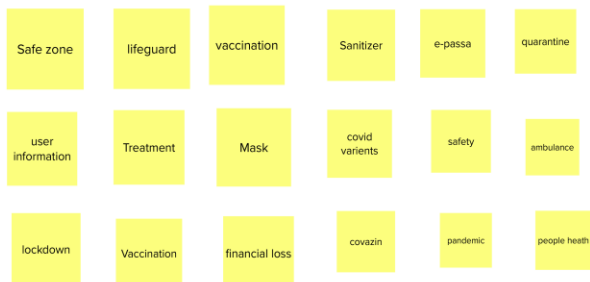 Safe zone
lifeguard
vaccination
Sanitizer
e-passa
quarantine
user
information
Treatment
Mask
covid
varients
safety
ambulance
lockdown
Vaccination
financial loss
covazin
pandemic
people heath